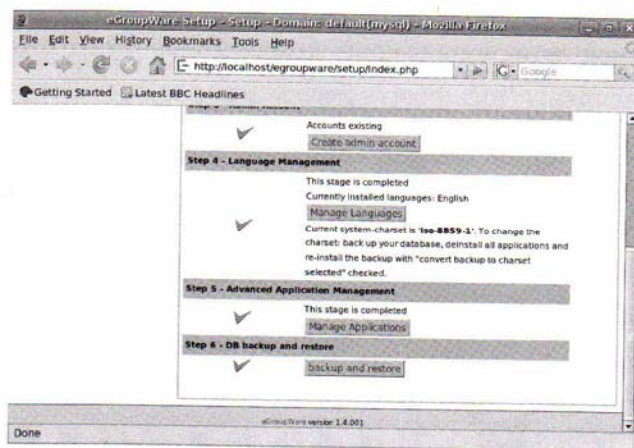 eGroupWare Setup - Setup - Domain: default(mysql) - Mozilla Firefox
File Edit View History Bookmarks Tools Help
http://localhost/egroupware/setup/index.php
G Google
Getting Started Latest BBC Headlines
Accounts existing
Create admin account
Step 4 - Language Management
This stage is completed
Currently installed languages: English
Manage Languages
Current system-charset is 'iso-8859-1'. To change the
charset: back up your database, deinstall all applications and
re-install the backup with "convert backup to charset
selected" checked.
Step 5 - Advanced Application Management
This stage is completed
Manage Applications
Step 6 - DB backup and restore
backup and restore
eGroupWare version 1.4.001
Done